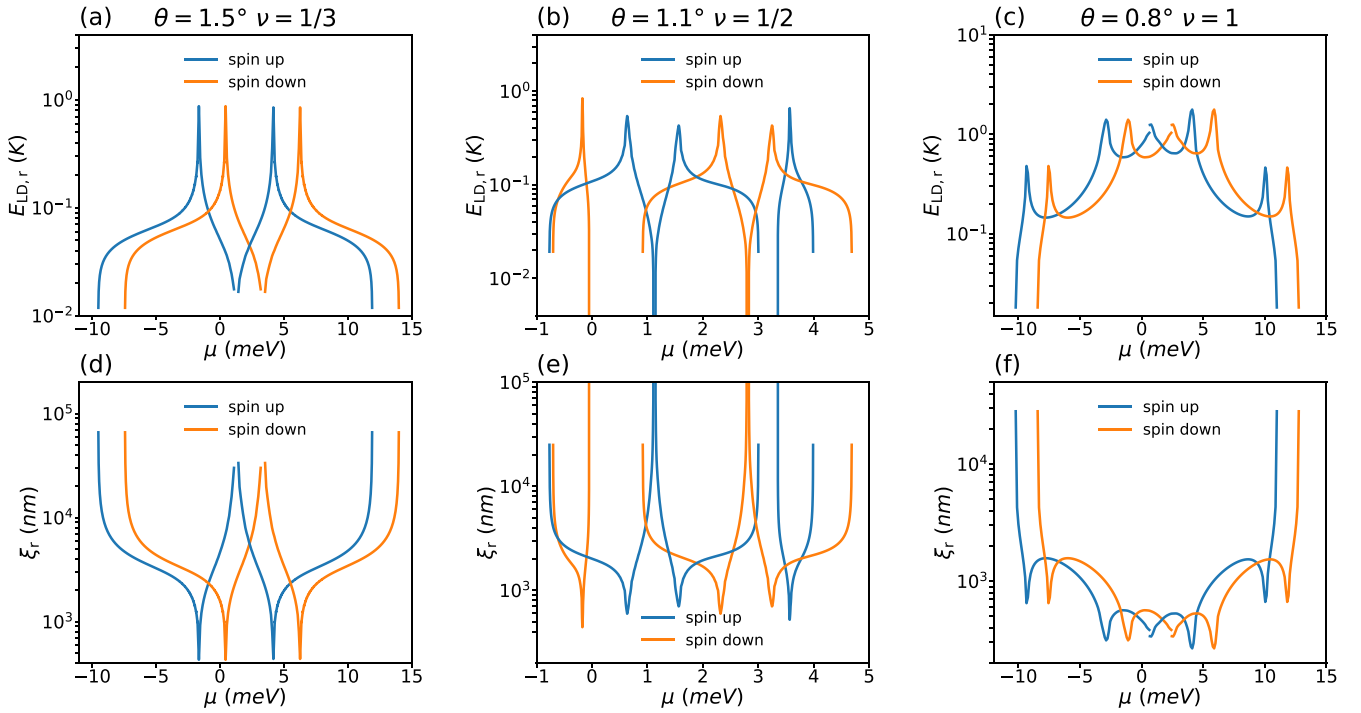 (a) θ = 1.5° ν = 1/3
(b) θ = 1.1° ν = 1/2
(c) θ = 0.8° ν = 1
spin up
spin down
E_LD,r (K)
10^0
10^-1
10^-2
−10 −5 0 5 10 15
μ (meV)
spin up
spin down
E_LD,r (K)
10^0
10^-1
10^-2
−1 0 1 2 3 4 5
μ (meV)
spin up
spin down
E_LD,r (K)
10^1
10^0
10^-1
−10 −5 0 5 10 15
μ (meV)
(d)
spin up
spin down
ξ_r (nm)
10^5
10^4
10^3
−10 −5 0 5 10 15
μ (meV)
(e)
ξ_r (nm)
10^5
10^4
10^3
spin up
spin down
−1 0 1 2 3 4 5
μ (meV)
(f)
spin up
spin down
ξ_r (nm)
10^4
10^3
−10 −5 0 5 10 15
μ (meV)